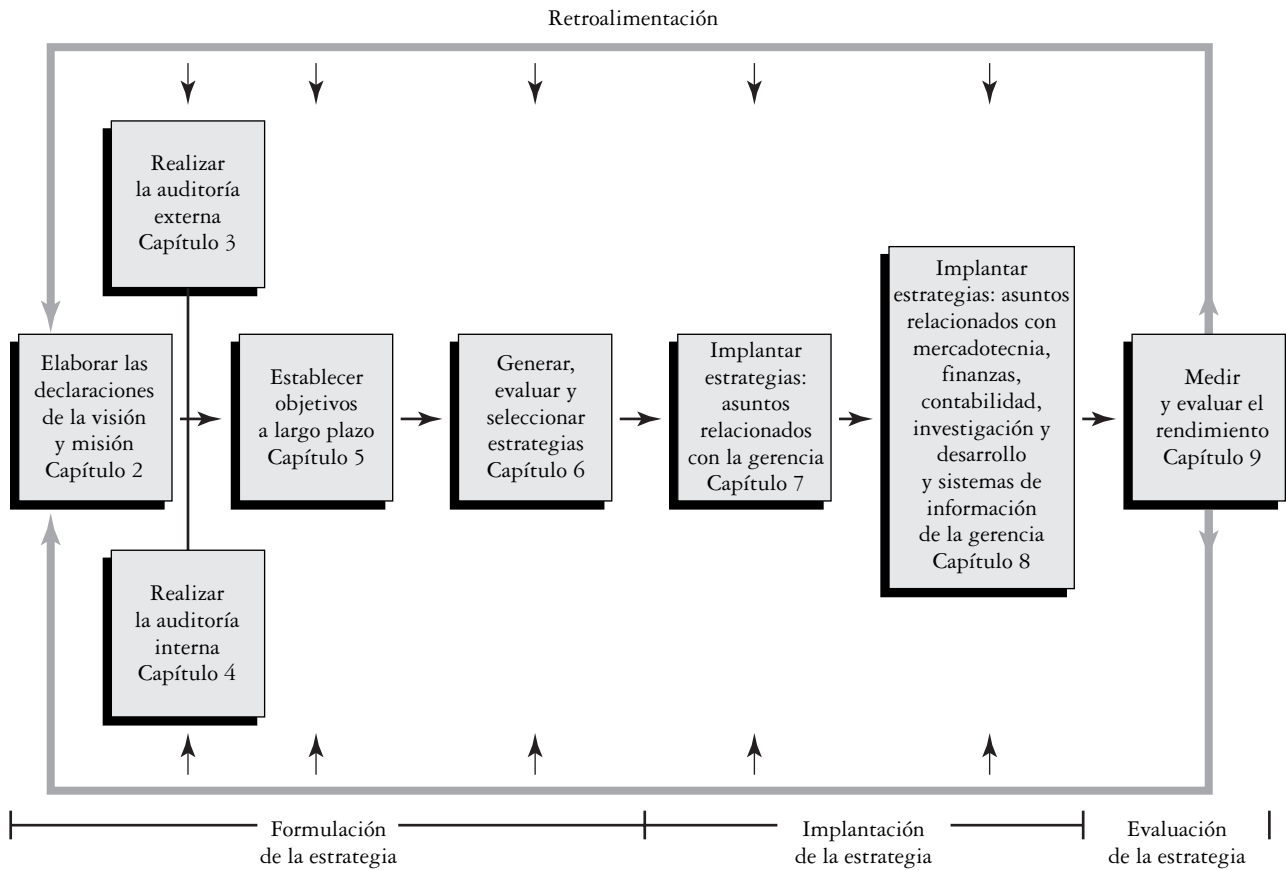 Retroalimentación
Realizar
la auditoría
externa
Capítulo 3
Elaborar las
declaraciones
de la visión
y misión
Capítulo 2
Realizar
la auditoría
interna
Capítulo 4
Establecer
objetivos
a largo plazo
Capítulo 5
Generar,
evaluar y
seleccionar
estrategias
Capítulo 6
Implantar
estrategias:
asuntos
relacionados
con la gerencia
Capítulo 7
Implantar
estrategias: asuntos
relacionados con
mercadotecnia,
finanzas,
contabilidad,
investigación y
desarrollo
y sistemas de
información
de la gerencia
Capítulo 8
Medir
y evaluar el
rendimiento
Capítulo 9
Formulación
de la estrategia
Implantación
de la estrategia
Evaluación
de la estrategia